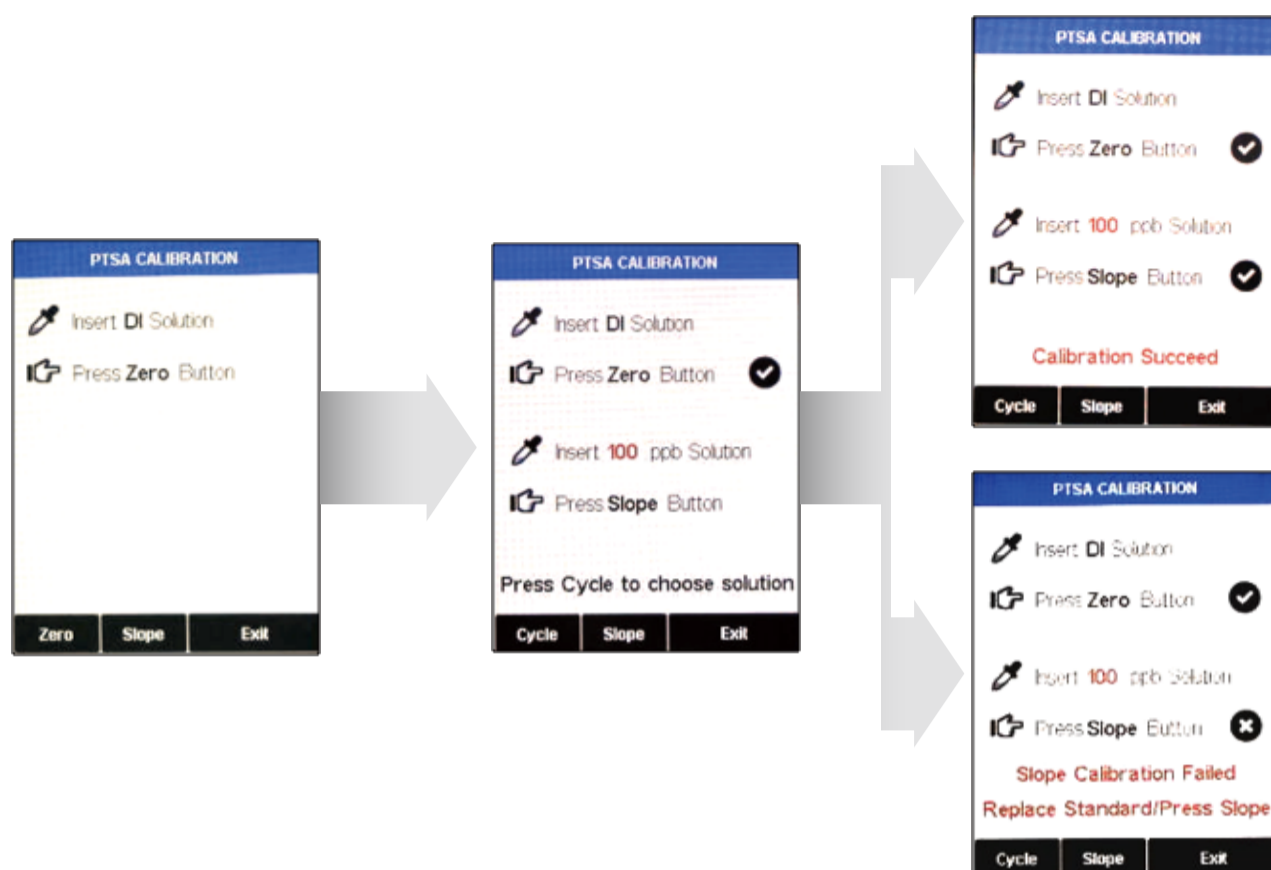 PTSA CALIBRATION
Insert DI Solution
Press Zero Button
Zero Slope Exit
PTSA CALIBRATION
Insert DI Solution
Press Zero Button
Insert 100 ppb Solution
Press Slope Button
Press Cycle to choose solution
Cycle Slope Exit
PTSA CALIBRATION
Insert DI Solution
Press Zero Button
Insert 100 ppb Solution
Press Slope Button
Calibration Succeed
Cycle Slope Exit
PTSA CALIBRATION
Insert DI Solution
Press Zero Button
Insert 100 ppb Solution
Press Slope Button
Slope Calibration Failed
Replace Standard/Press Slope
Cycle Slope Exit